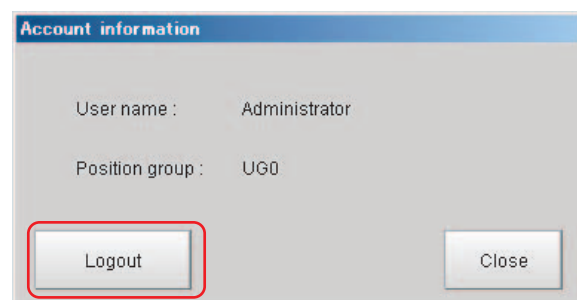 Account information
User name : Administrator
Position group : UG0
Logout Close